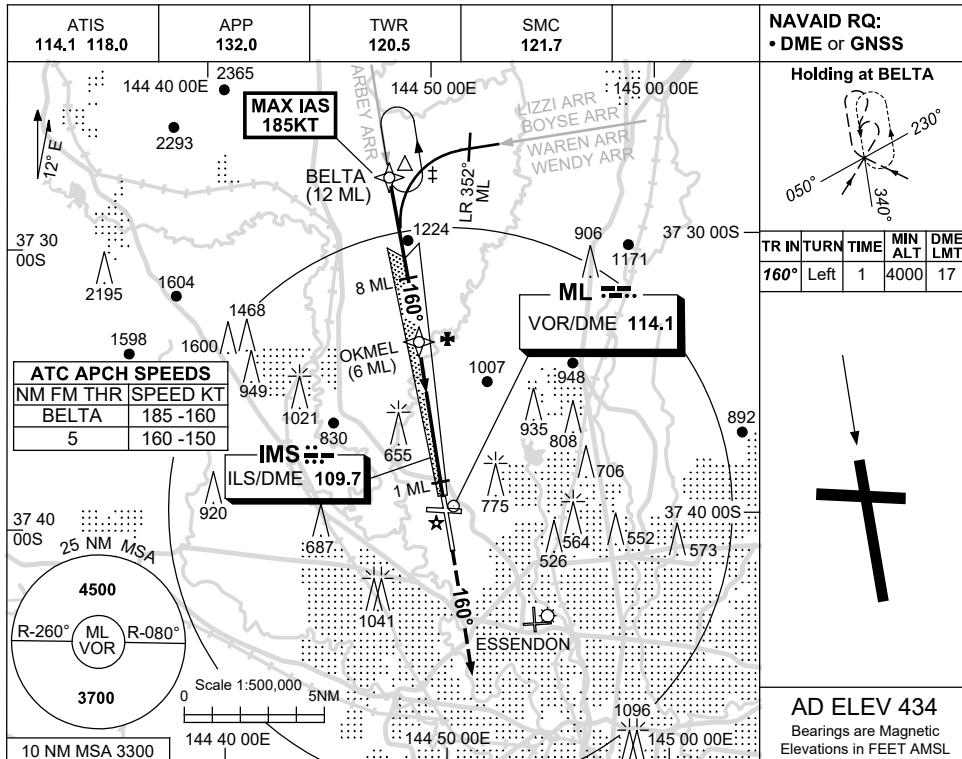 ATIS
114.1 118.0
APP
132.0
TWR
120.5
SMC
121.7
NAVAID RQ:
• DME or GNSS
144 40 00E
2365
144 50 00E
145 00 00E
2293
12° E
MAX IAS
185KT
ARBEY ARR
LIZZI ARR
BOYSE ARR
WAREN ARR
WENDY ARR
BELTA
(12 ML)
‡
LR 352°
ML
37 30
00S
1224
906
37 30 00S
1171
2195
1604
8 ML
160°
ML
VOR/DME 114.1
1468
1598
1600
OKMEL
(6 ML)
1007
948
949
ATC APCH SPEEDS
NM FM THR
SPEED KT
BELTA
185 -160
5
160 -150
1021
830
655
935
808
892
706
IMS
ILS/DME 109.7
1 ML
775
920
37 40
00S
687
37 40 00S
564
552
573
526
25 NM MSA
4500
R-260°
ML
VOR
R-080°
3700
1041
160°
ESSENDON
Scale 1:500,000
0
5NM
1096
10 NM MSA 3300
144 40 00E
144 50 00E
145 00 00E
Holding at BELTA
230°
050°
340°
TR IN
TURN
TIME
MIN
ALT
DME
LMT
160°
Left
1
4000
17
AD ELEV 434
Bearings are Magnetic
Elevations in FEET AMSL